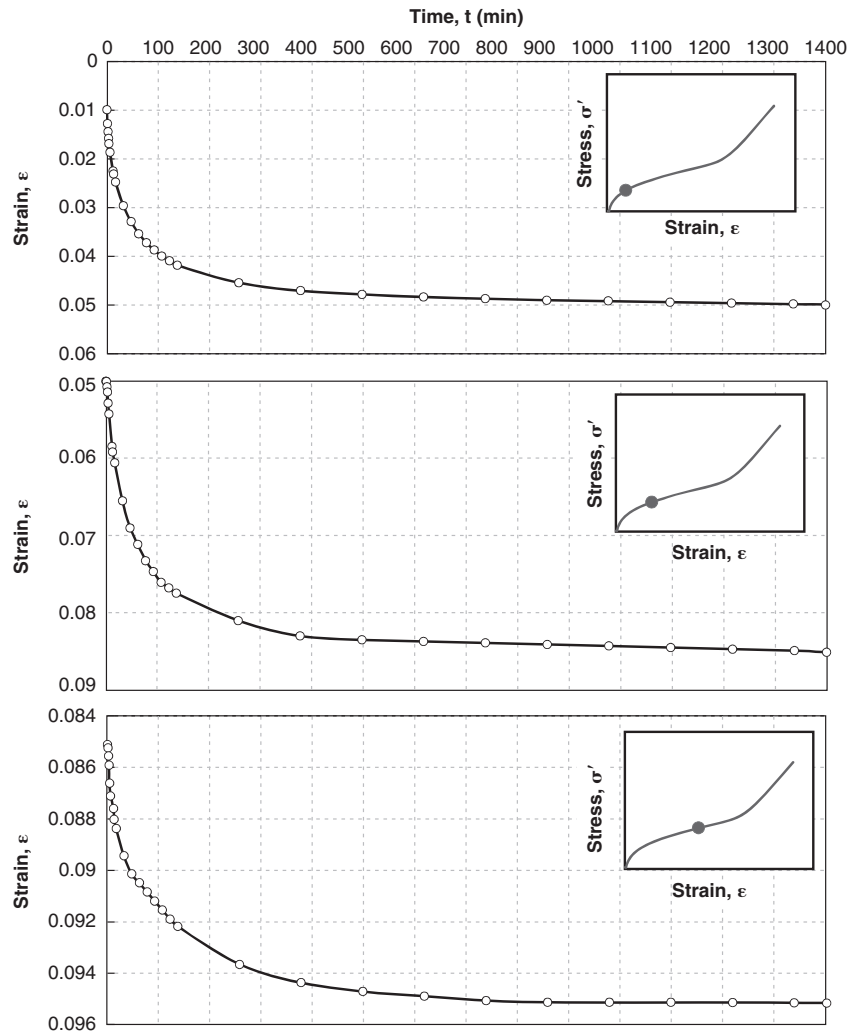 Time, t (min)
0 100 200 300 400 500 600 700 800 900 1000 1100 1200 1300 1400
0
0.01
0.02
0.03
0.04
0.05
0.06
Strain, ε
Stress, σ′
Strain, ε
0.05
0.06
0.07
0.08
0.09
Strain, ε
Stress, σ′
Strain, ε
0.084
0.086
0.088
0.09
0.092
0.094
0.096
Strain, ε
Stress, σ′
Strain, ε